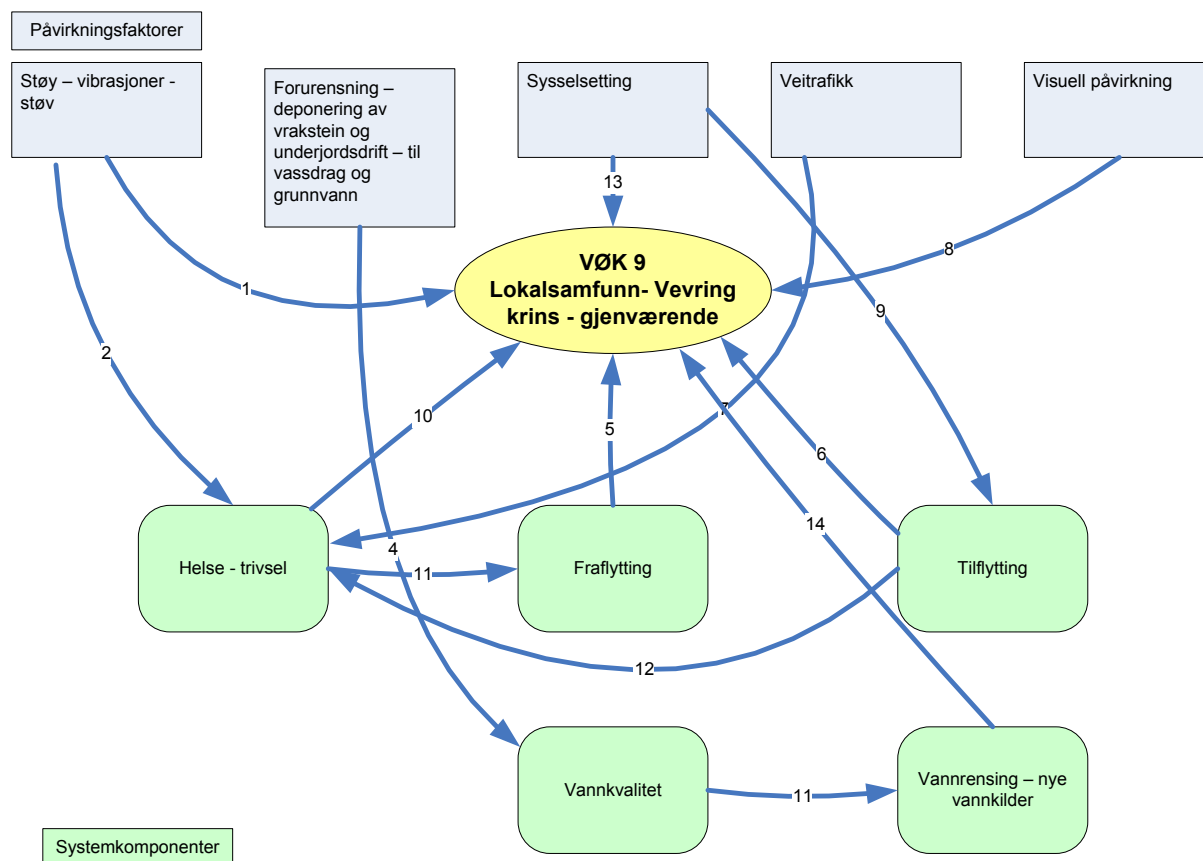 Påvirkningsfaktorer
Støy – vibrasjoner -
støv
Forurensning –
deponering av
vrakstein og
underjordsdrift – til
vassdrag og
grunnvann
Sysselsetting
Veitrafikk
Visuell påvirkning
13
VØK 9
Lokalsamfunn- Vevring
krins - gjenværende
1
8
9
2
10
5
7
6
14
4
Helse - trivsel
11
Fraflytting
Tilflytting
12
Vannkvalitet
11
Vannrensing – nye
vannkilder
Systemkomponenter